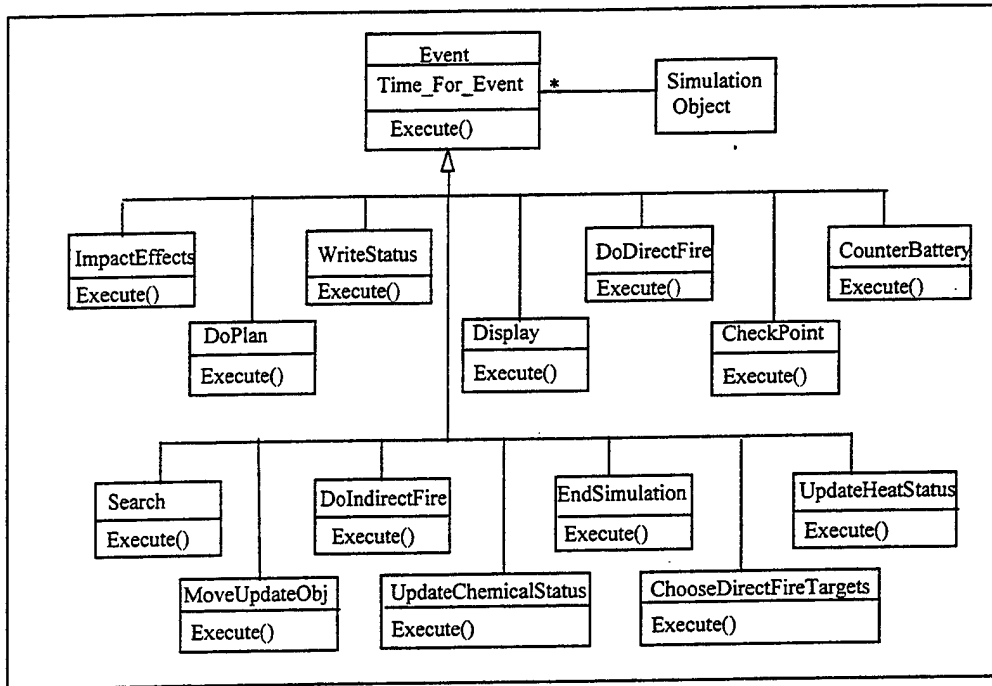 Event
Time_For_Event
Execute()
*
Simulation
Object
ImpactEffects
Execute()
WriteStatus
Execute()
DoDirectFire
Execute()
CounterBattery
Execute()
DoPlan
Execute()
Display
Execute()
CheckPoint
Execute()
Search
Execute()
DoIndirectFire
Execute()
EndSimulation
Execute()
UpdateHeatStatus
Execute()
MoveUpdateObj
Execute()
UpdateChemicalStatus
Execute()
ChooseDirectFireTargets
Execute()